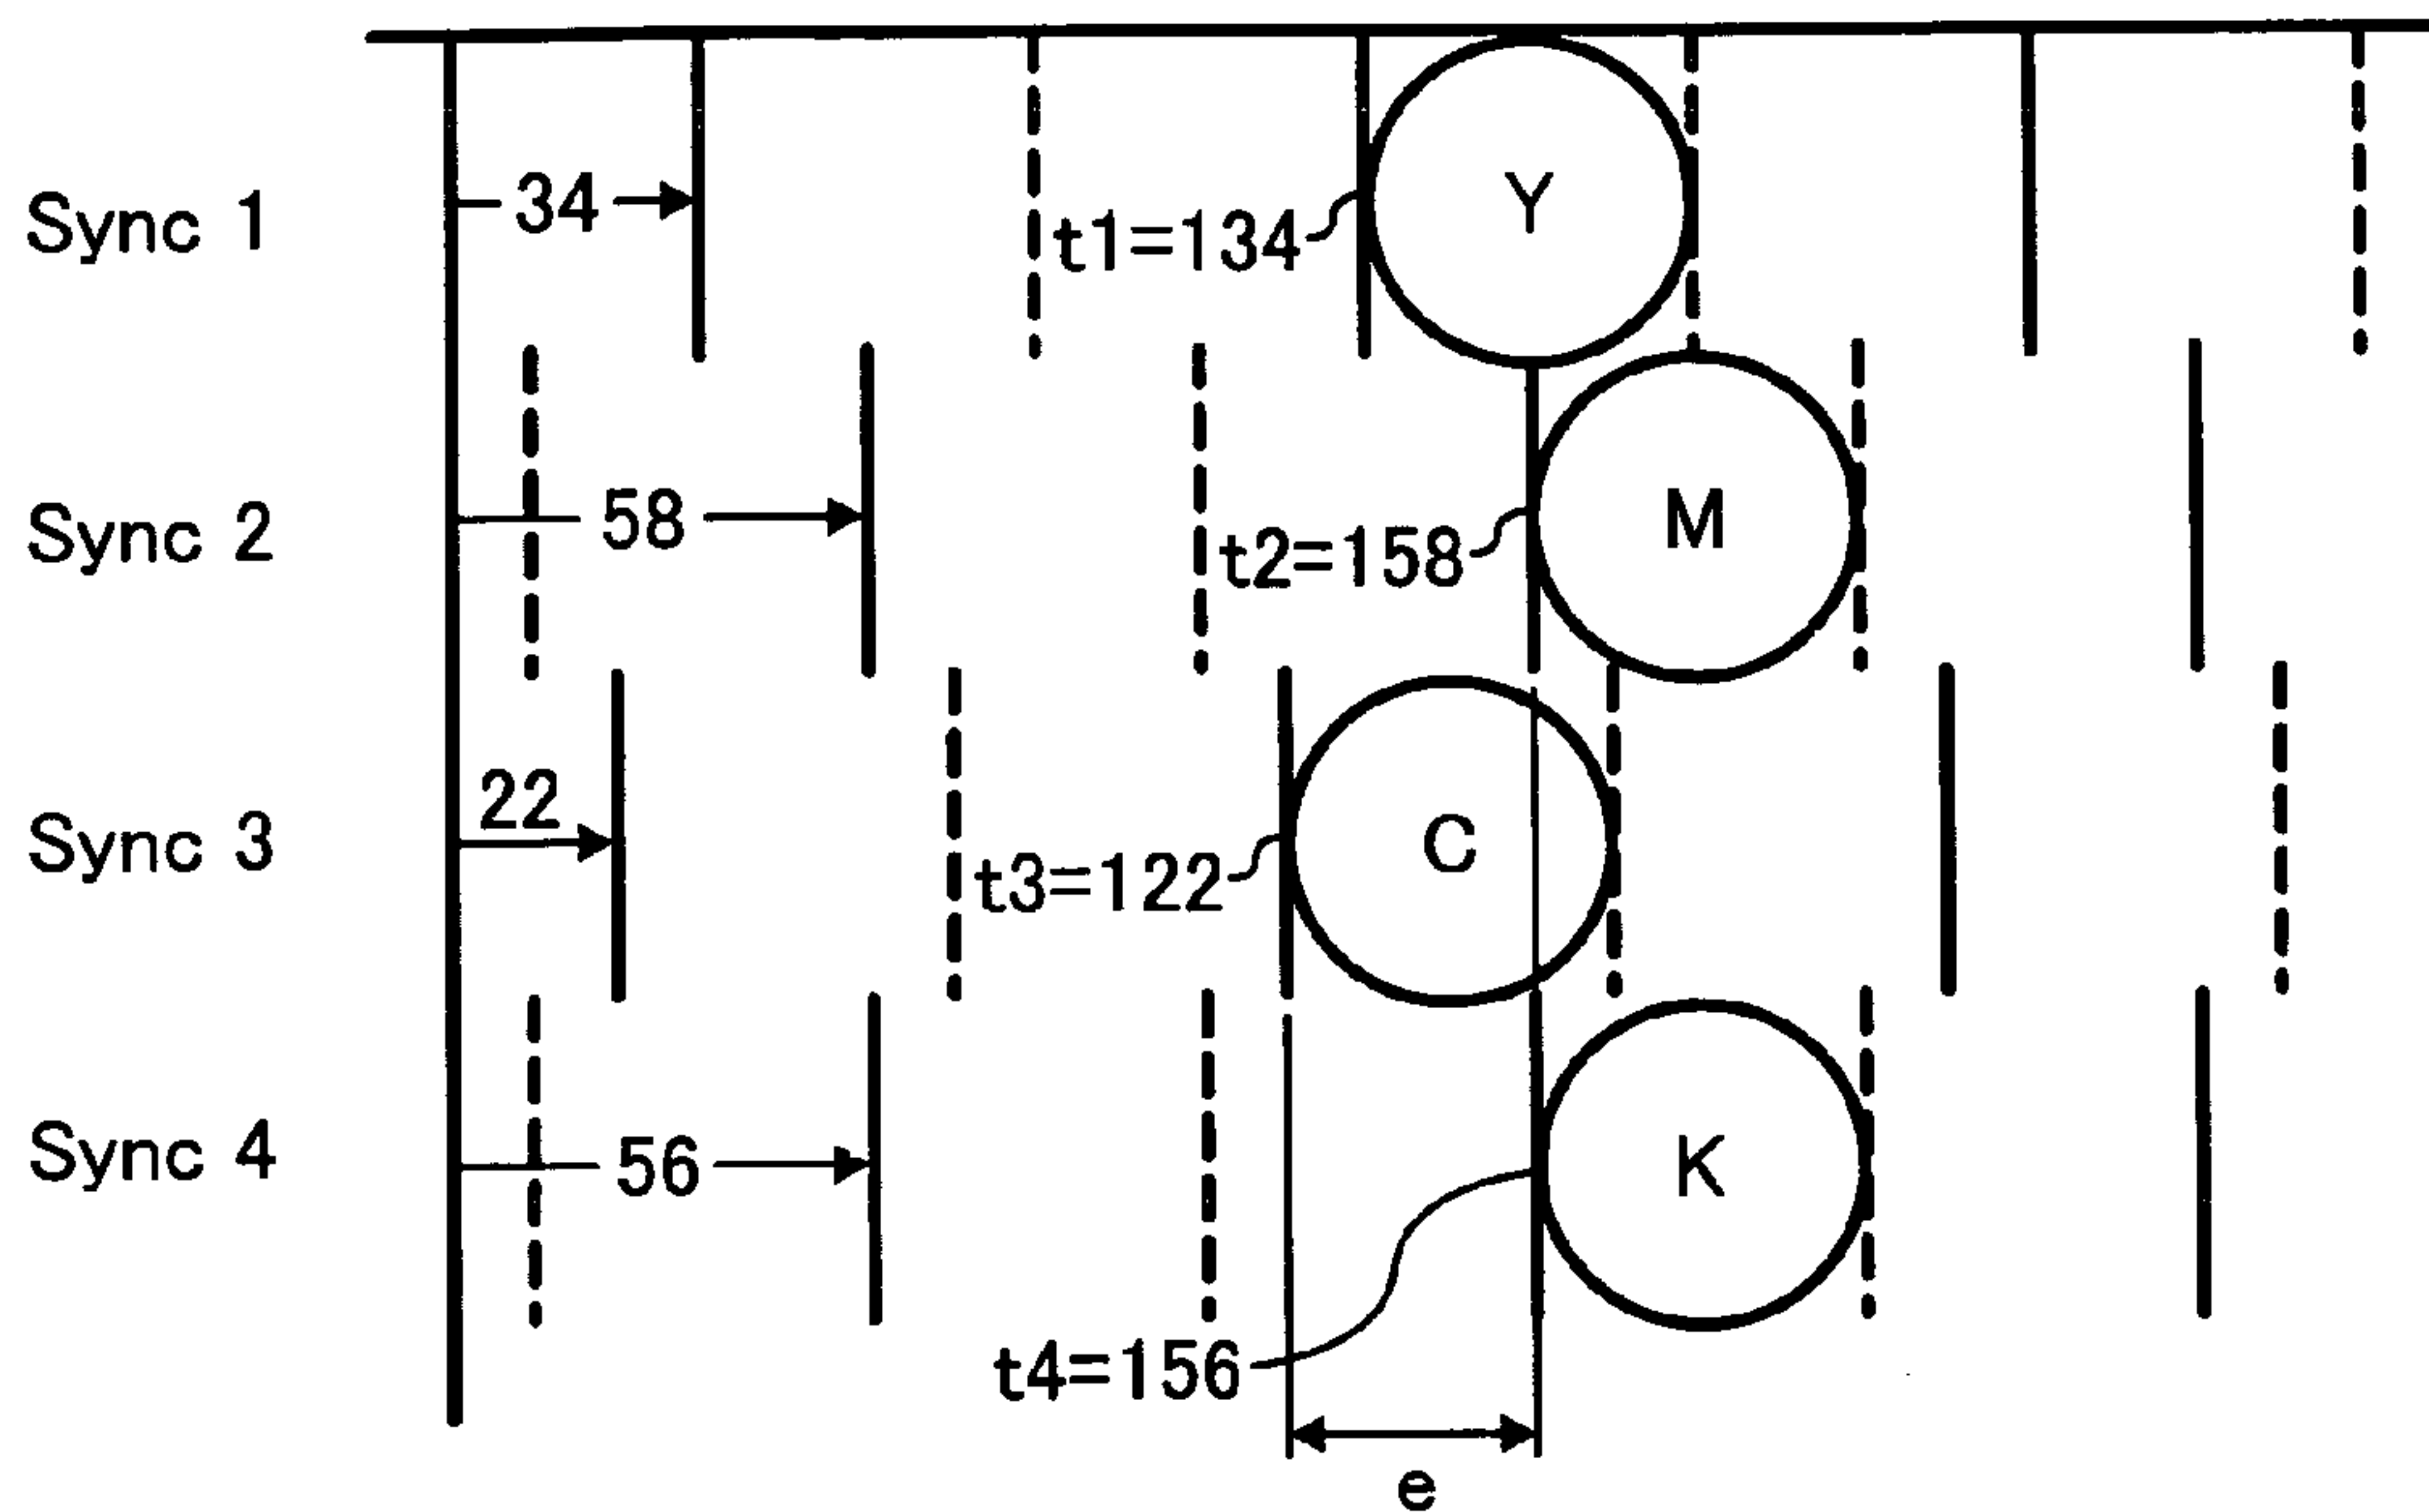 Sync 1 34 t1=134 Y
Sync 2 58 t2=158 M
Sync 3 22 t3=122 C
Sync 4 56 K
t4=156
e